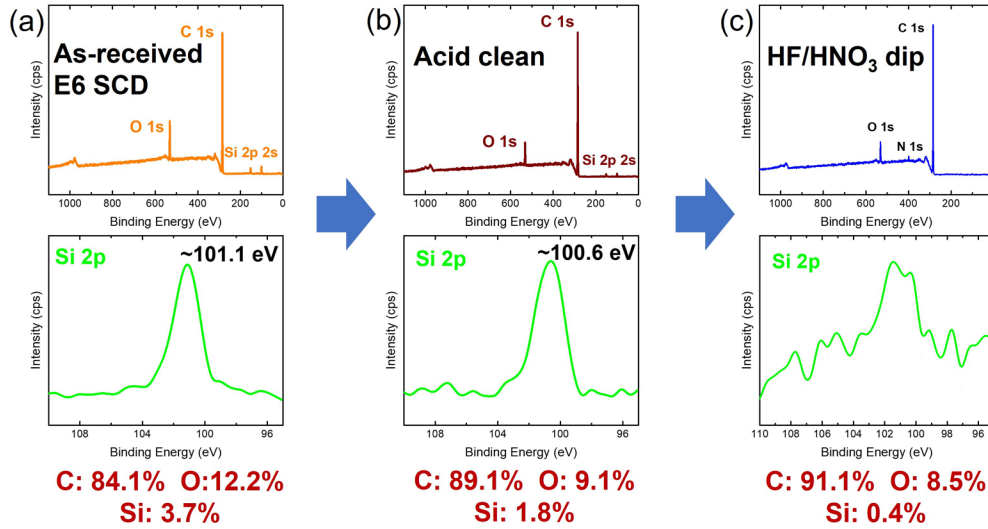 (a)
As-received
E6 SCD
C 1s
O 1s
Si 2p 2s
Intensity (cps)
1000 800 600 400 200 0
Binding Energy (eV)
(b)
Acid clean
C 1s
O 1s
Si 2p 2s
Intensity (cps)
1000 800 600 400 200 0
Binding Energy (eV)
(c)
HF/HNO₃ dip
C 1s
O 1s
N 1s
Intensity (cps)
1000 800 600 400 200
Binding Energy (eV)
Si 2p
~101.1 eV
Intensity (cps)
108 104 100 96
Binding Energy (eV)
C: 84.1% O:12.2%
Si: 3.7%
Si 2p
~100.6 eV
Intensity (cps)
108 104 100 96
Binding Energy (eV)
C: 89.1% O: 9.1%
Si: 1.8%
Si 2p
Intensity (cps)
110 108 106 104 102 100 98 96
Binding Energy (eV)
C: 91.1% O: 8.5%
Si: 0.4%